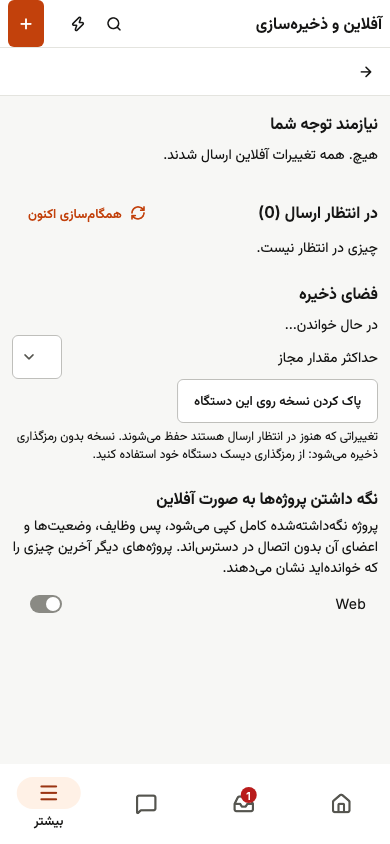 آفلاین و ذخیره‌سازی
نیازمند توجه شما
هیچ. همه تغییرات آفلاین ارسال شدند.
در انتظار ارسال (0)
همگام‌سازی اکنون
چیزی در انتظار نیست.
فضای ذخیره
در حال خواندن...
حداکثر مقدار مجاز
پاک کردن نسخه روی این دستگاه
تغییراتی که هنوز در انتظار ارسال هستند حفظ می‌شوند. نسخه بدون رمزگذاری
ذخیره می‌شود: از رمزگذاری دیسک دستگاه خود استفاده کنید.
نگه داشتن پروژه‌ها به صورت آفلاین
پروژه نگه‌داشته‌شده کامل کپی می‌شود، پس وظایف، وضعیت‌ها و
اعضای آن بدون اتصال در دسترس‌اند. پروژه‌های دیگر آخرین چیزی را
که خوانده‌اید نشان می‌دهند.
Web
1
بیشتر